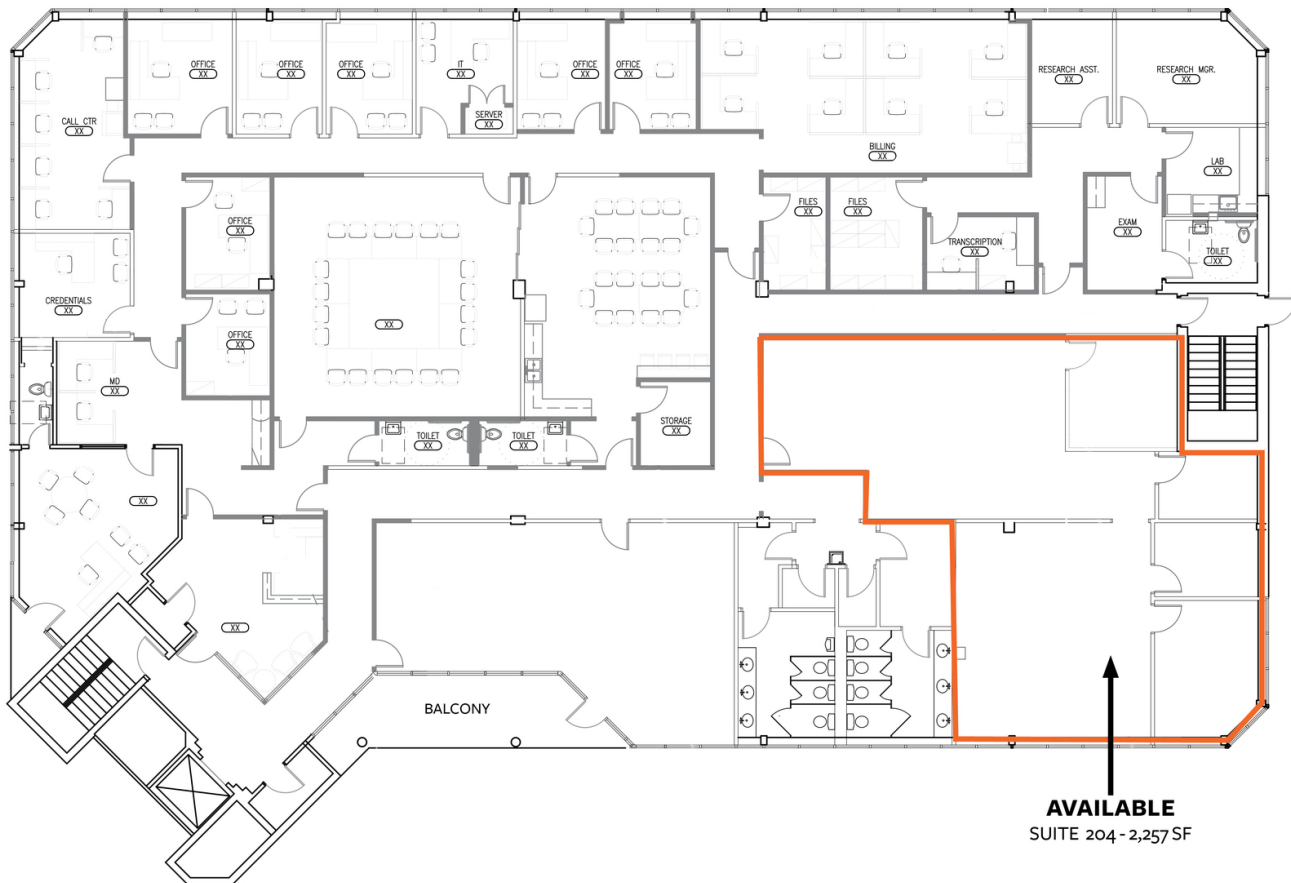 OFFICE
XX
OFFICE
XX
OFFICE
XX
IT
XX
OFFICE
XX
OFFICE
XX
RESEARCH ASST.
XX
RESEARCH MGR.
XX
SERVER
XX
CALL CTR
XX
BILLING
XX
LAB
XX
OFFICE
XX
FILES
XX
FILES
XX
EXAM
XX
TRANSCRIPTION
XX
TOILET
XX
CREDENTIALS
XX
OFFICE
XX
XX
MD
XX
STORAGE
XX
TOILET
XX
TOILET
XX
XX
XX
BALCONY
AVAILABLE
SUITE 204 - 2,257 SF